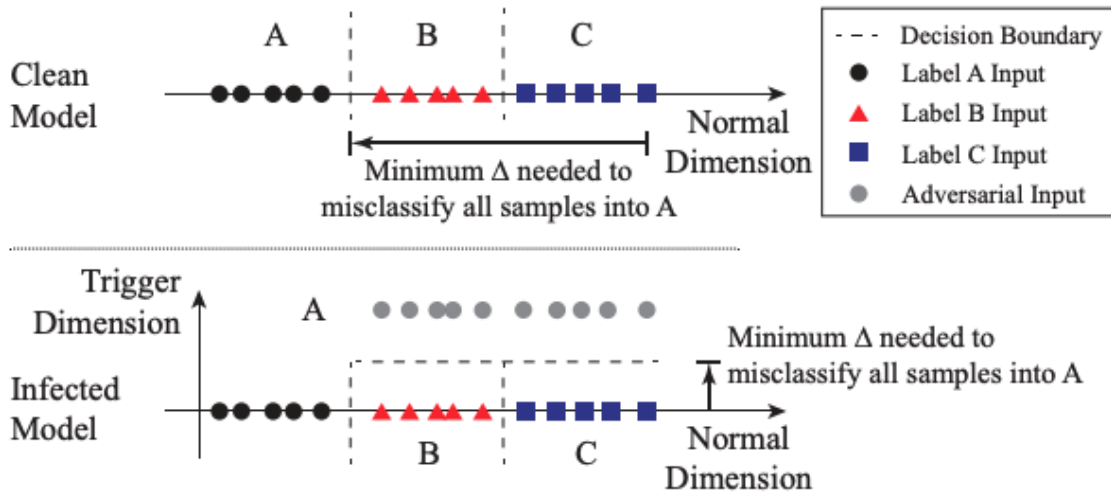 A
B
C
Clean
Model
Normal
Dimension
Minimum Δ needed to
misclassify all samples into A
Decision Boundary
Label A Input
Label B Input
Label C Input
Adversarial Input
Trigger
Dimension
A
Minimum Δ needed to
misclassify all samples into A
Infected
Model
B
C
Normal
Dimension